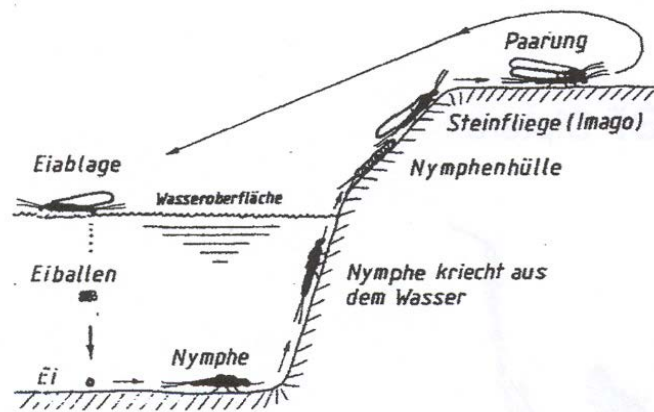 Paarung
Steinfliege (Imago)
Eiablage
Wasseroberfläche
Nymphenhülle
Eiballen
Nymphe kriecht aus
dem Wasser
Nymphe
Ei